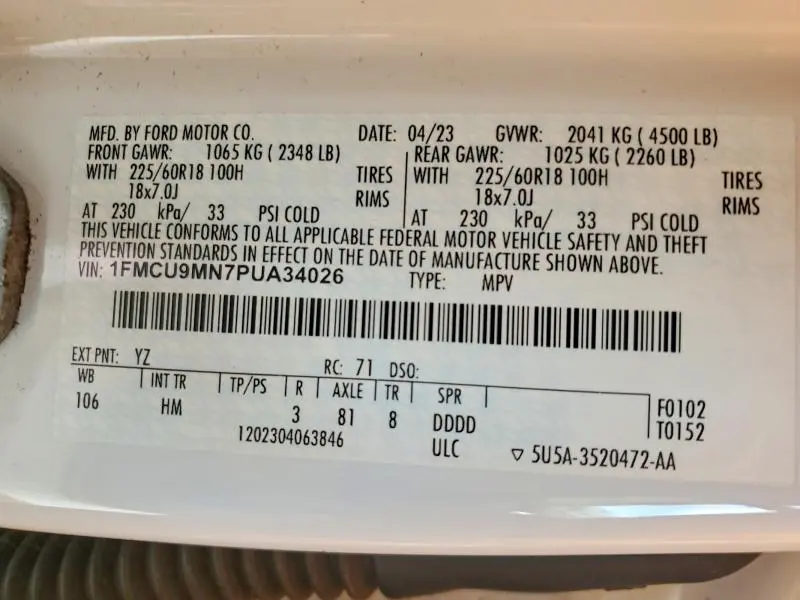 MFD. BY FORD MOTOR CO. DATE: 04/23 GVWR: 2041 KG ( 4500 LB)
FRONT GAWR: 1065 KG ( 2348 LB) REAR GAWR: 1025 KG ( 2260 LB)
WITH 225/60R18 100H TIRES WITH 225/60R18 100H TIRES
18x7.0J RIMS 18x7.0J RIMS
AT 230 kPa/ 33 PSI COLD AT 230 kPa/ 33 PSI COLD
THIS VEHICLE CONFORMS TO ALL APPLICABLE FEDERAL MOTOR VEHICLE SAFETY AND THEFT
PREVENTION STANDARDS IN EFFECT ON THE DATE OF MANUFACTURE SHOWN ABOVE.
VIN: 1FMCU9MN7PUA34026 TYPE: MPV
EXT PNT: YZ RC: 71 DSO:
WB INT TR TP/PS R AXLE TR SPR
106 HM 3 81 8 DDDD F0102
T0152
1202304063846 ULC ▽ 5U5A-3520472-AA